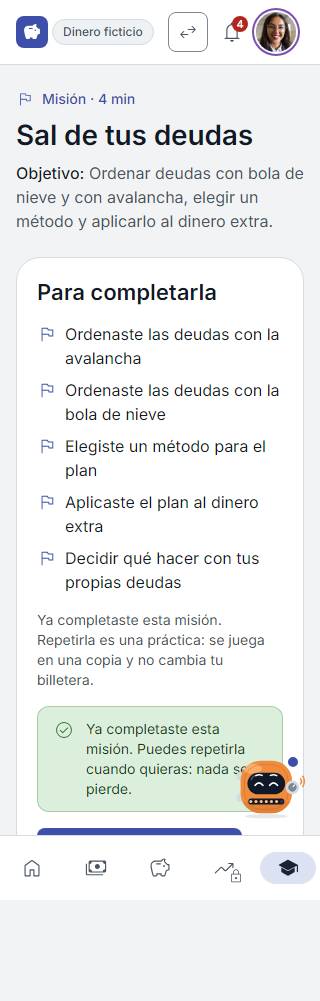 Dinero ficticio
4
Misión · 4 min
Sal de tus deudas
Objetivo: Ordenar deudas con bola de
nieve y con avalancha, elegir un
método y aplicarlo al dinero extra.
Para completarla
Ordenaste las deudas con la
avalancha
Ordenaste las deudas con la
bola de nieve
Elegiste un método para el
plan
Aplicaste el plan al dinero
extra
Decidir qué hacer con tus
propias deudas
Ya completaste esta misión.
Repetirla es una práctica: se juega
en una copia y no cambia tu
billetera.
Ya completaste esta
misión. Puedes repetirla
cuando quieras: nada se
pierde.